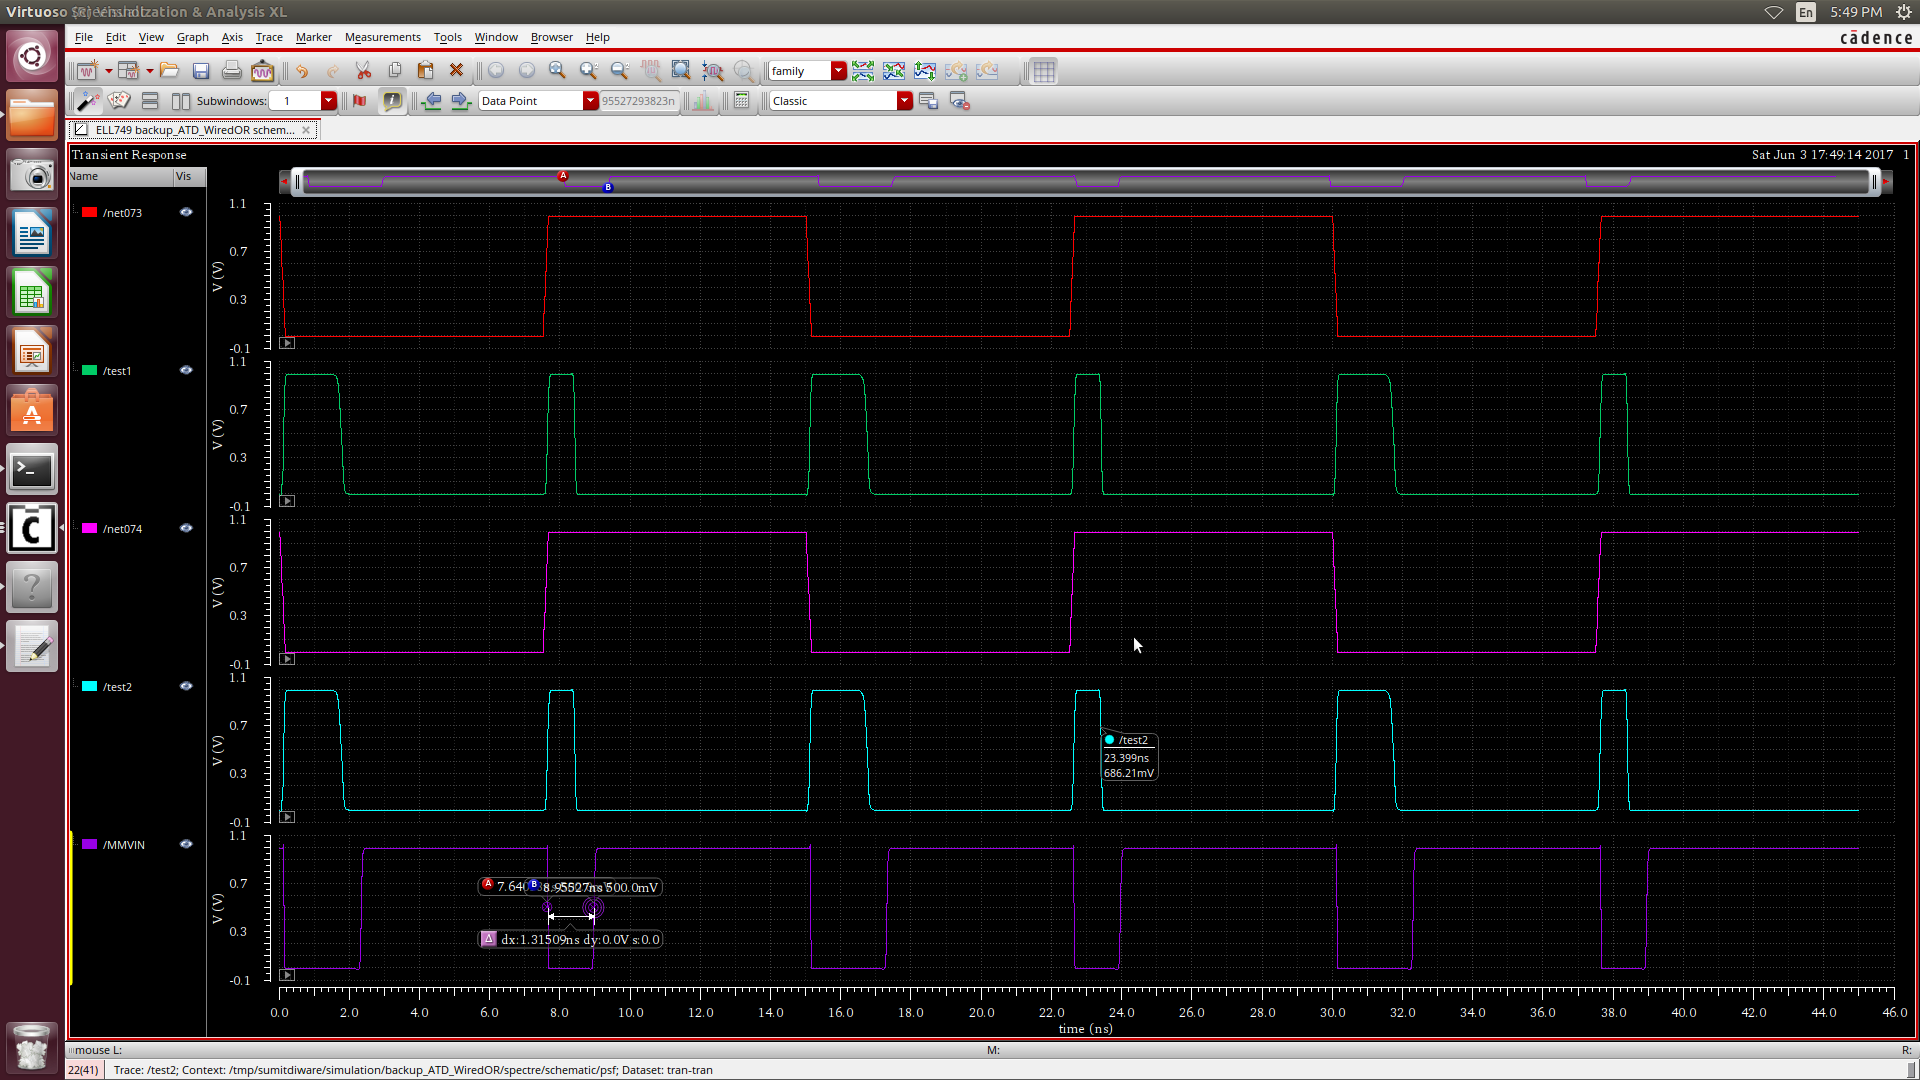 Virtuoso (R) Visualization & Analysis XL
En 5:49 PM
File Edit View Graph Axis Trace Marker Measurements Tools Window Browser Help
cādence
family
Subwindows: 1 Data Point 95527293823n Classic
ELL749 backup_ATD_WiredOR schem...
Transient Response
Sat Jun 3 17:49:14 2017 1
Name Vis
A
B
/net073
1.1
0.7
0.3
-0.1
V (V)
/test1
1.1
0.7
0.3
-0.1
V (V)
/net074
1.1
0.7
0.3
-0.1
V (V)
/test2
1.1
0.7
0.3
-0.1
V (V)
/test2
23.399ns
686.21mV
/MMVIN
1.1
0.7
0.3
-0.1
V (V)
A 7.64 B 8.95527ns 500.0mV
dx:1.31509ns dy:0.0V s:0.0
0.0 2.0 4.0 6.0 8.0 10.0 12.0 14.0 16.0 18.0 20.0 22.0 24.0 26.0 28.0 30.0 32.0 34.0 36.0 38.0 40.0 42.0 44.0 46.0
time (ns)
mouse L: M: R:
22(41) Trace: /test2; Context: /tmp/sumitdiware/simulation/backup_ATD_WiredOR/spectre/schematic/psf; Dataset: tran-tran